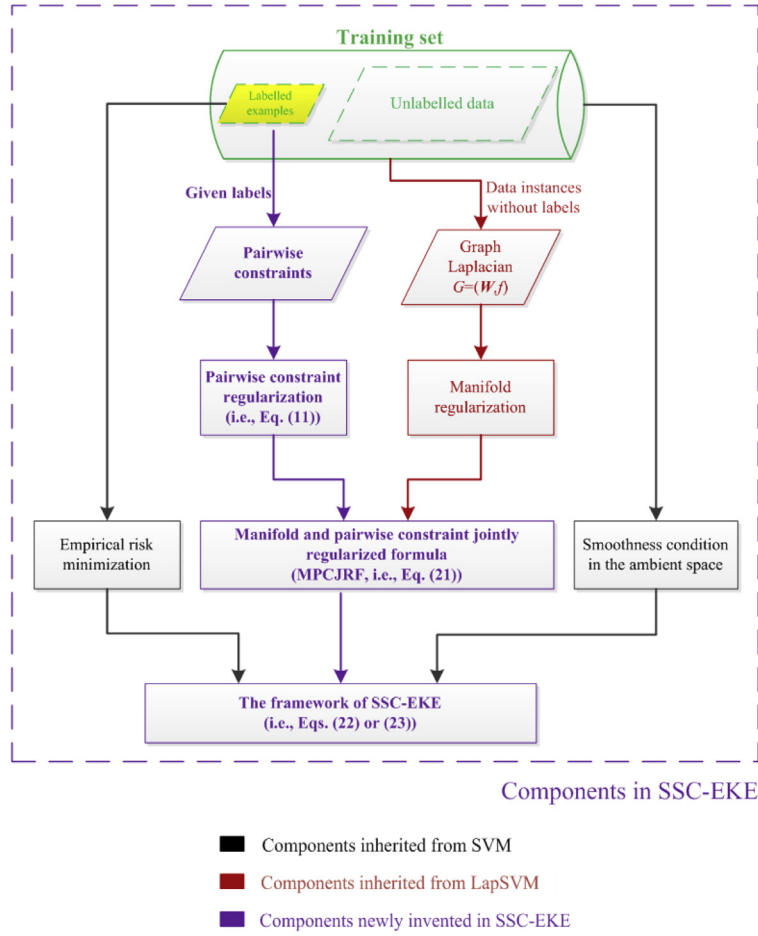 Training set
Labelled
examples
Unlabelled data
Given labels
Data instances
without labels
Pairwise
constraints
Graph
Laplacian
G=(W,f)
Pairwise constraint
regularization
(i.e., Eq. (11))
Manifold
regularization
Empirical risk
minimization
Manifold and pairwise constraint jointly
regularized formula
(MPCJRF, i.e., Eq. (21))
Smoothness condition
in the ambient space
The framework of SSC-EKE
(i.e., Eqs. (22) or (23))
Components in SSC-EKE
Components inherited from SVM
Components inherited from LapSVM
Components newly invented in SSC-EKE